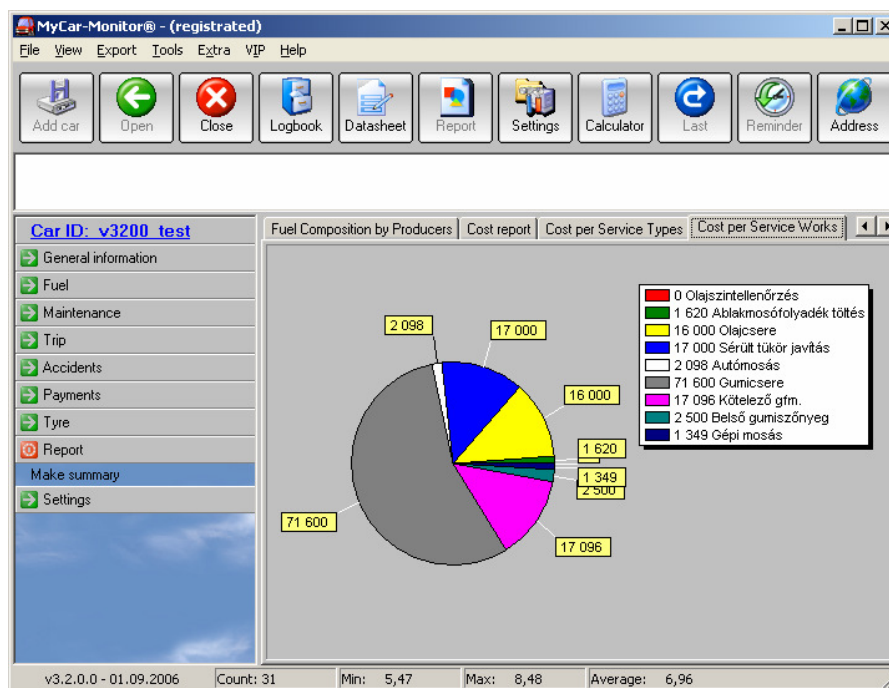 MyCar-Monitor® - (registrated)
File View Export Tools Extra VIP Help
Add car Open Close Logbook Datasheet Report Settings Calculator Last Reminder Address
Car ID: v3200_test
General information
Fuel
Maintenance
Trip
Accidents
Payments
Tyre
Report
Make summary
Settings
Fuel Composition by Producers Cost report Cost per Service Types Cost per Service Works
0 Olajszintellenőrzés
1 620 Ablakmosófolyadék töltés
16 000 Olajcsere
17 000 Sérült tükör javítás
2 098 Autómosás
71 600 Gumicsere
17 096 Kötelező gfm.
2 500 Belső gumiszőnyeg
1 349 Gépi mosás
2 098
17 000
16 000
1 620
1 349
2 500
71 600
17 096
v3.2.0.0 - 01.09.2006 Count: 31 Min: 5,47 Max: 8,48 Average: 6,96